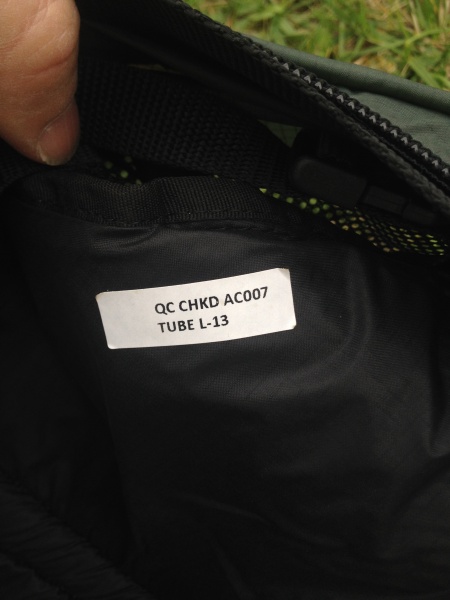 QC CHKD AC007
TUBE L-13